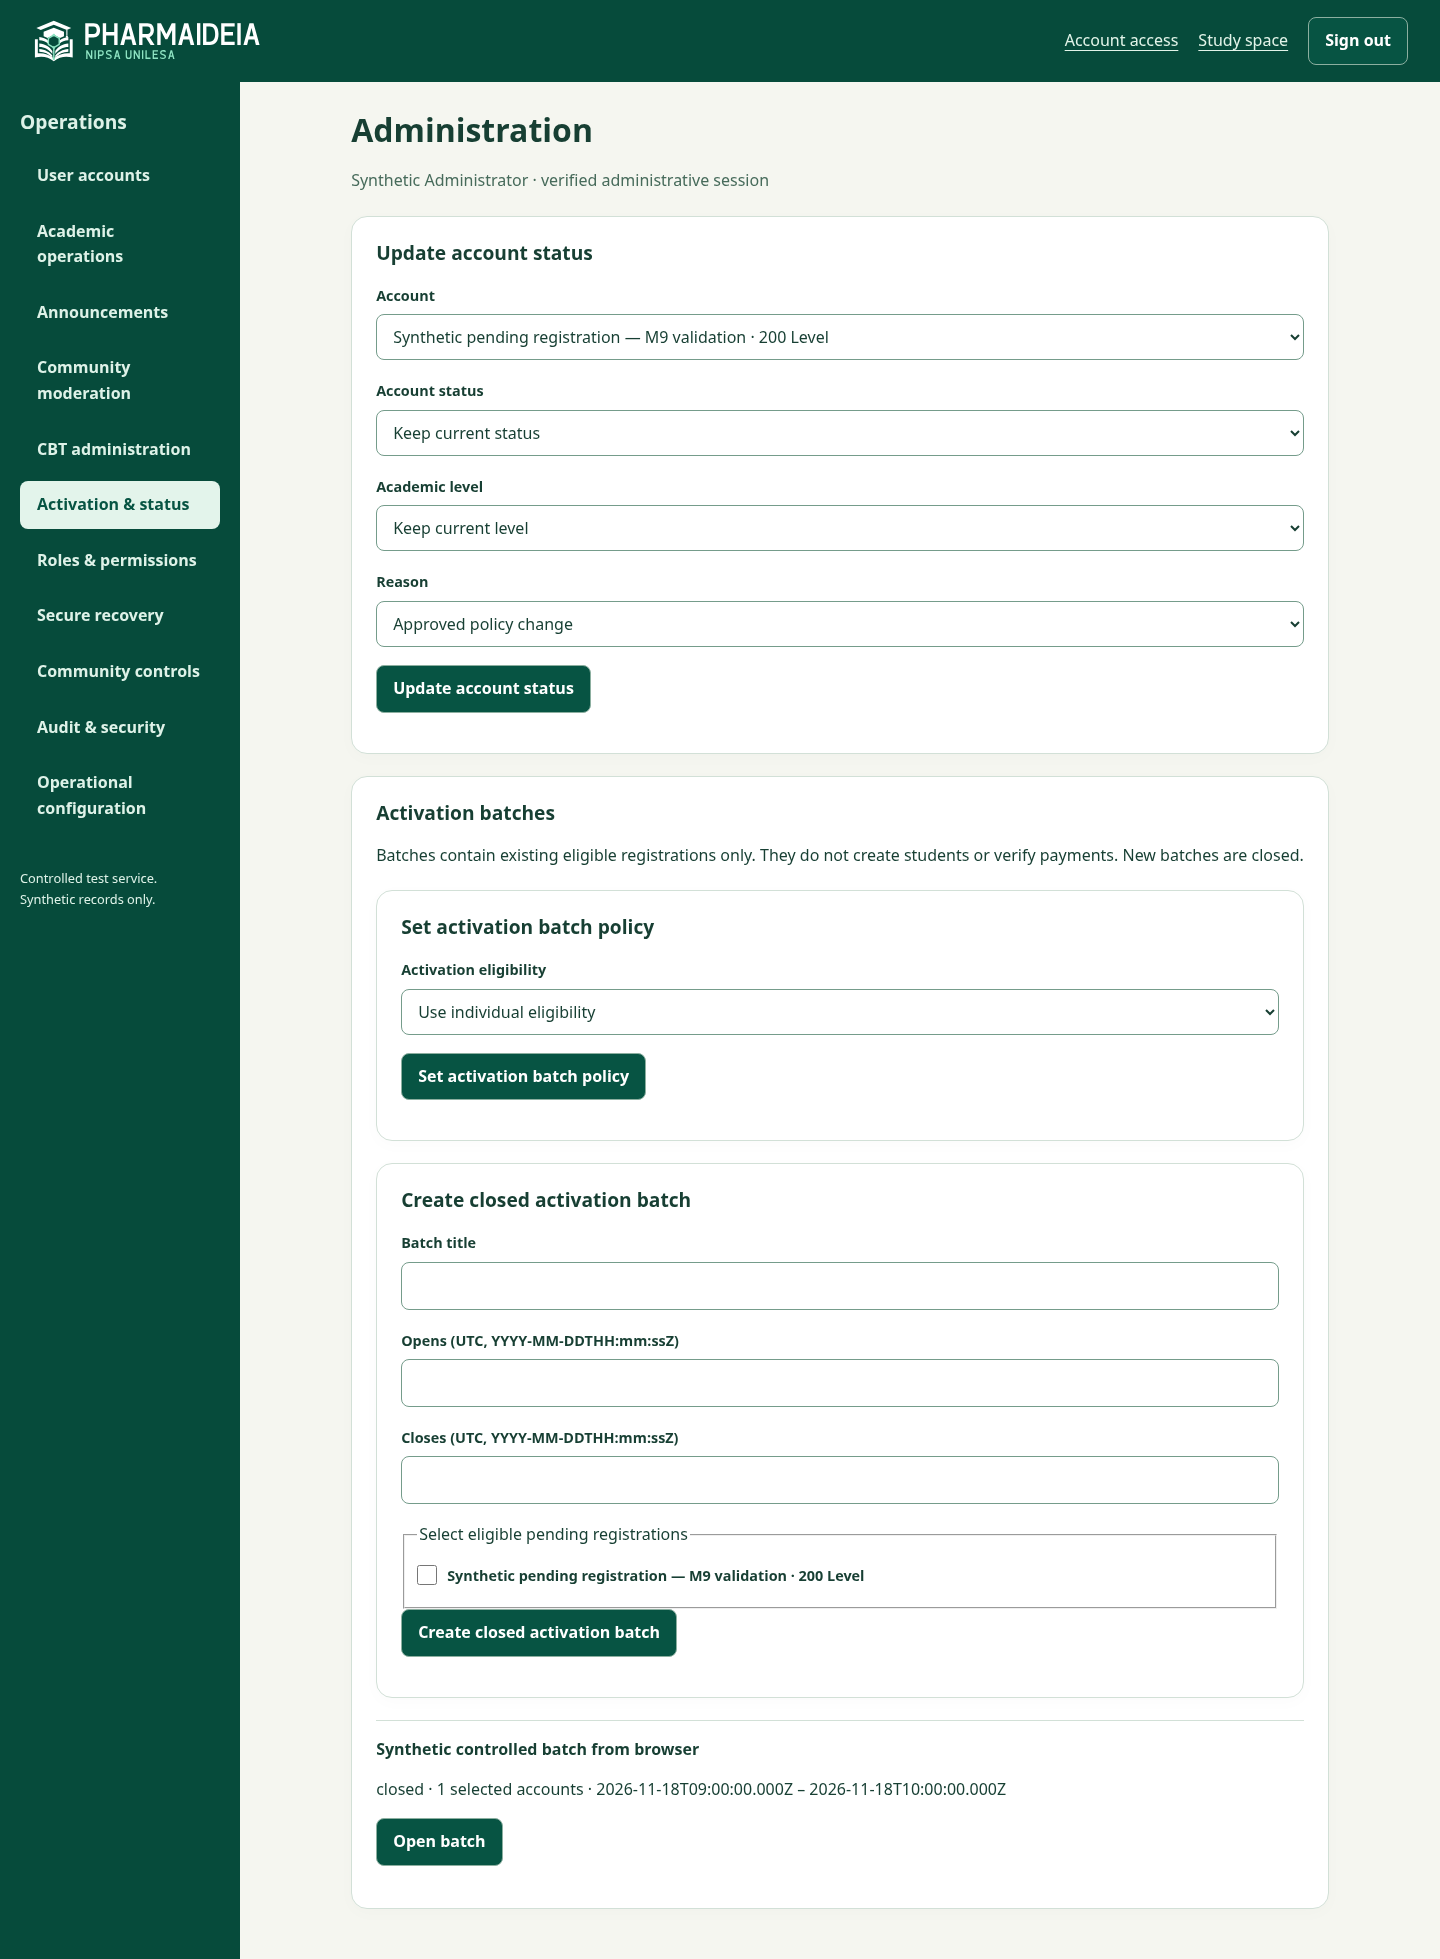 PHARMAIDEIA
NIPSA UNILESA
Account access
Study space
Sign out
Operations
User accounts
Academic
operations
Announcements
Community
moderation
CBT administration
Activation & status
Roles & permissions
Secure recovery
Community controls
Audit & security
Operational
configuration
Controlled test service.
Synthetic records only.
Administration
Synthetic Administrator · verified administrative session
Update account status
Account
Synthetic pending registration — M9 validation · 200 Level
Account status
Keep current status
Academic level
Keep current level
Reason
Approved policy change
Update account status
Activation batches
Batches contain existing eligible registrations only. They do not create students or verify payments. New batches are closed.
Set activation batch policy
Activation eligibility
Use individual eligibility
Set activation batch policy
Create closed activation batch
Batch title
Opens (UTC, YYYY-MM-DDTHH:mm:ssZ)
Closes (UTC, YYYY-MM-DDTHH:mm:ssZ)
Select eligible pending registrations
Synthetic pending registration — M9 validation · 200 Level
Create closed activation batch
Synthetic controlled batch from browser
closed · 1 selected accounts · 2026-11-18T09:00:00.000Z – 2026-11-18T10:00:00.000Z
Open batch